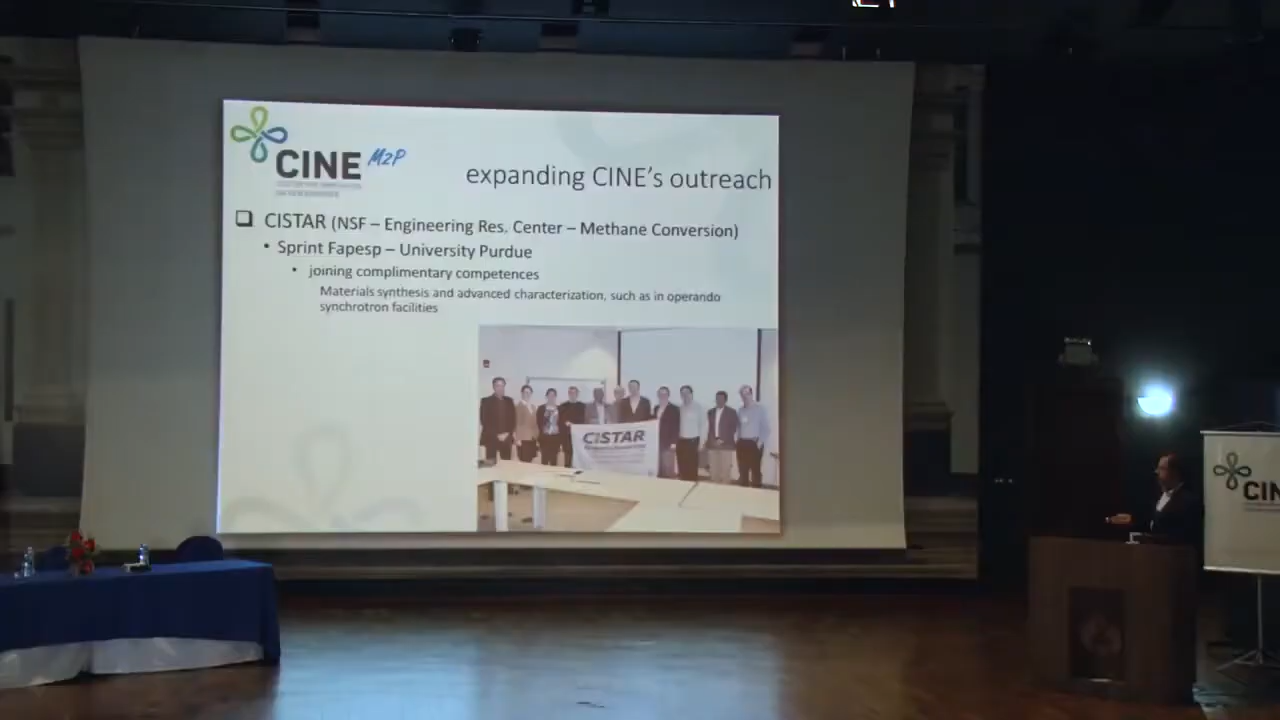 CINE M2P
expanding CINE's outreach
CISTAR (NSF – Engineering Res. Center – Methane Conversion)
Sprint Fapesp – University Purdue
joining complimentary competences
Materials synthesis and advanced characterization, such as in operando
synchrotron facilities
CISTAR
CIN